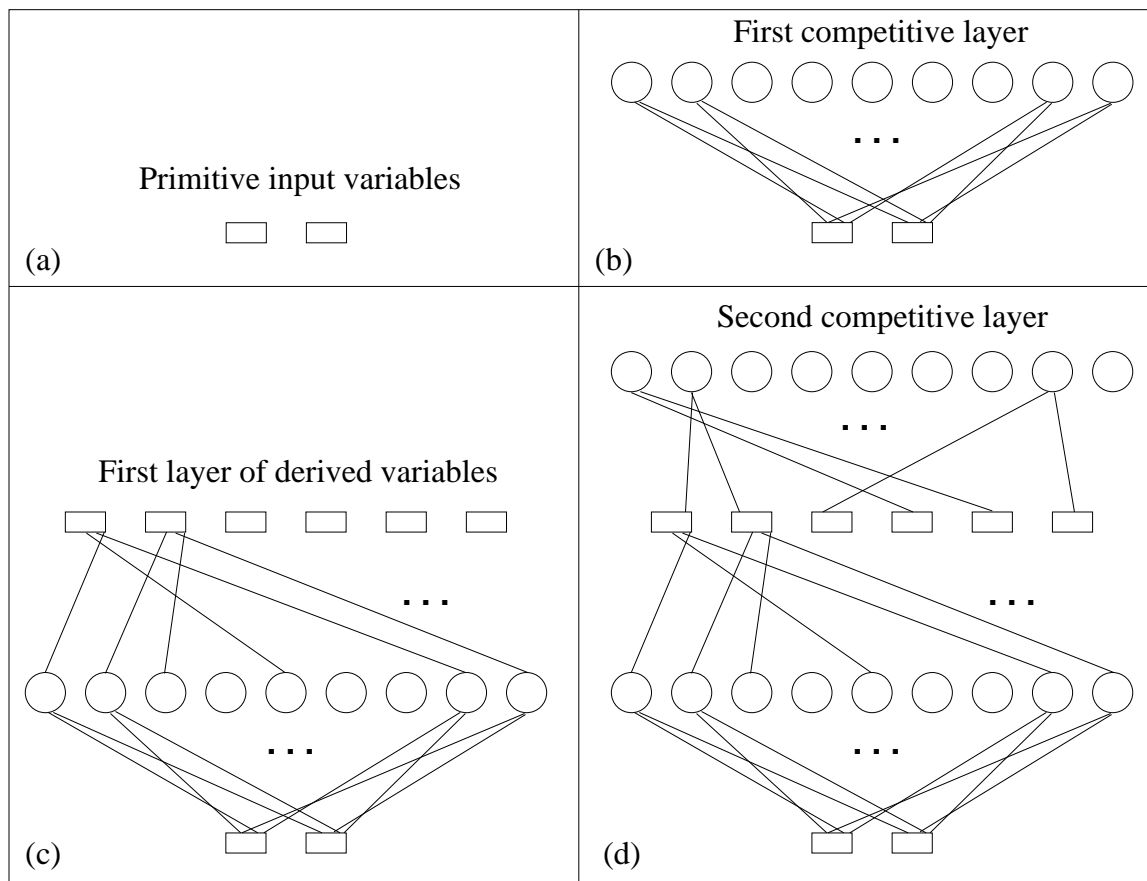 Primitive input variables
(a)
First competitive layer
. . .
(b)
First layer of derived variables
. . .
. . .
(c)
Second competitive layer
. . .
. . .
. . .
(d)